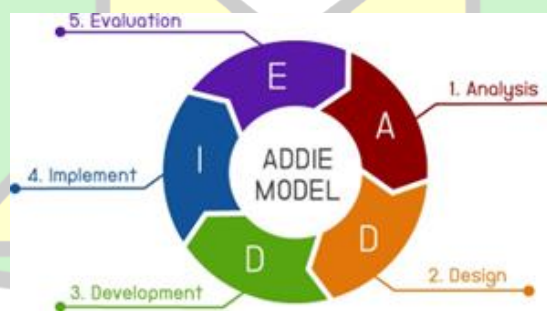 5. Evaluation
E
1. Analysis
A
I
ADDIE
MODEL
4. Implement
D
D
2. Design
3. Development